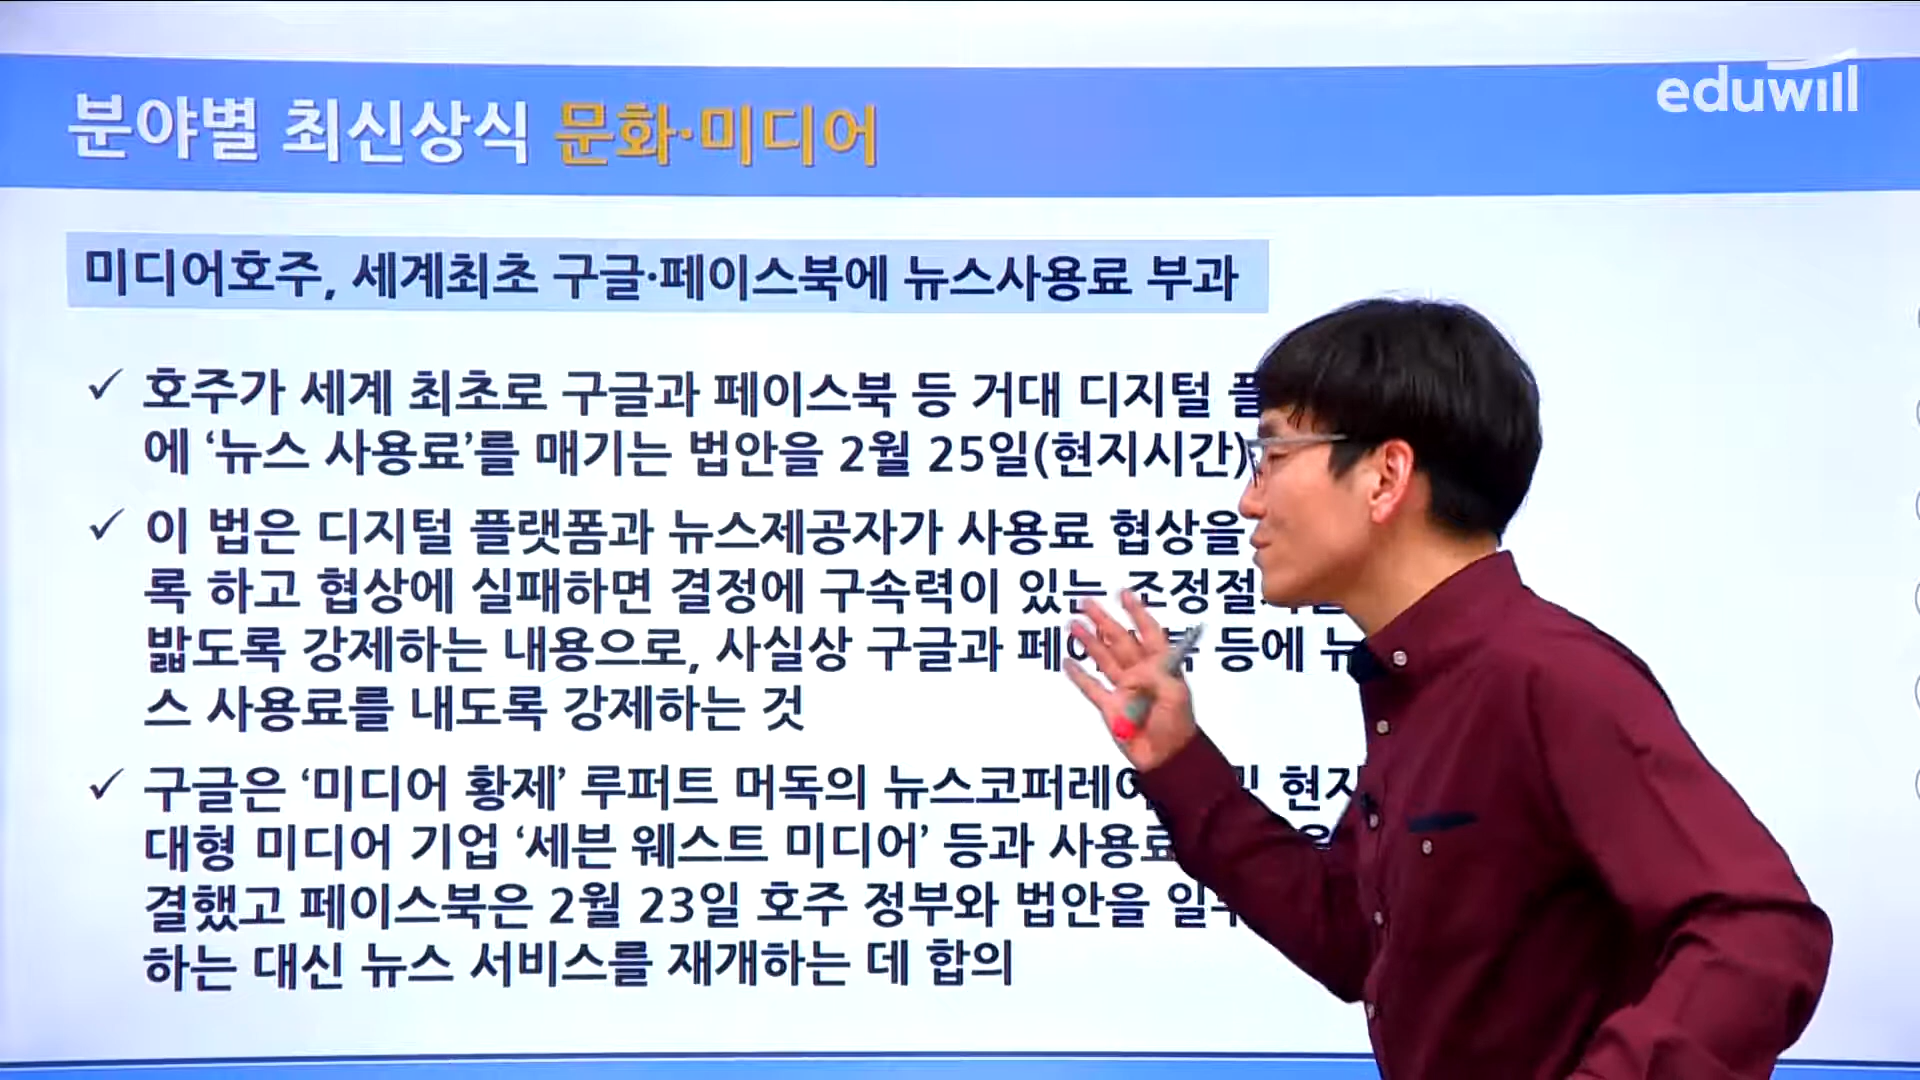 eduwill
분야별 최신상식 문화·미디어
미디어호주, 세계최초 구글·페이스북에 뉴스사용료 부과
✓ 호주가 세계 최초로 구글과 페이스북 등 거대 디지털
에 ‘뉴스 사용료’를 매기는 법안을 2월 25일(현지시간)
✓ 이 법은 디지털 플랫폼과 뉴스제공자가 사용료 협상을
록 하고 협상에 실패하면 결정에 구속력이 있는
밟도록 강제하는 내용으로, 사실상 구글과 등에 뉴
스 사용료를 내도록 강제하는 것
✓ 구글은 ‘미디어 황제’ 루퍼트 머독의 현지
대형 미디어 기업 ‘세븐 웨스트 미디어’ 등과
결했고 페이스북은 2월 23일 호주 정부와 법안을
하는 대신 뉴스 서비스를 재개하는 데 합의